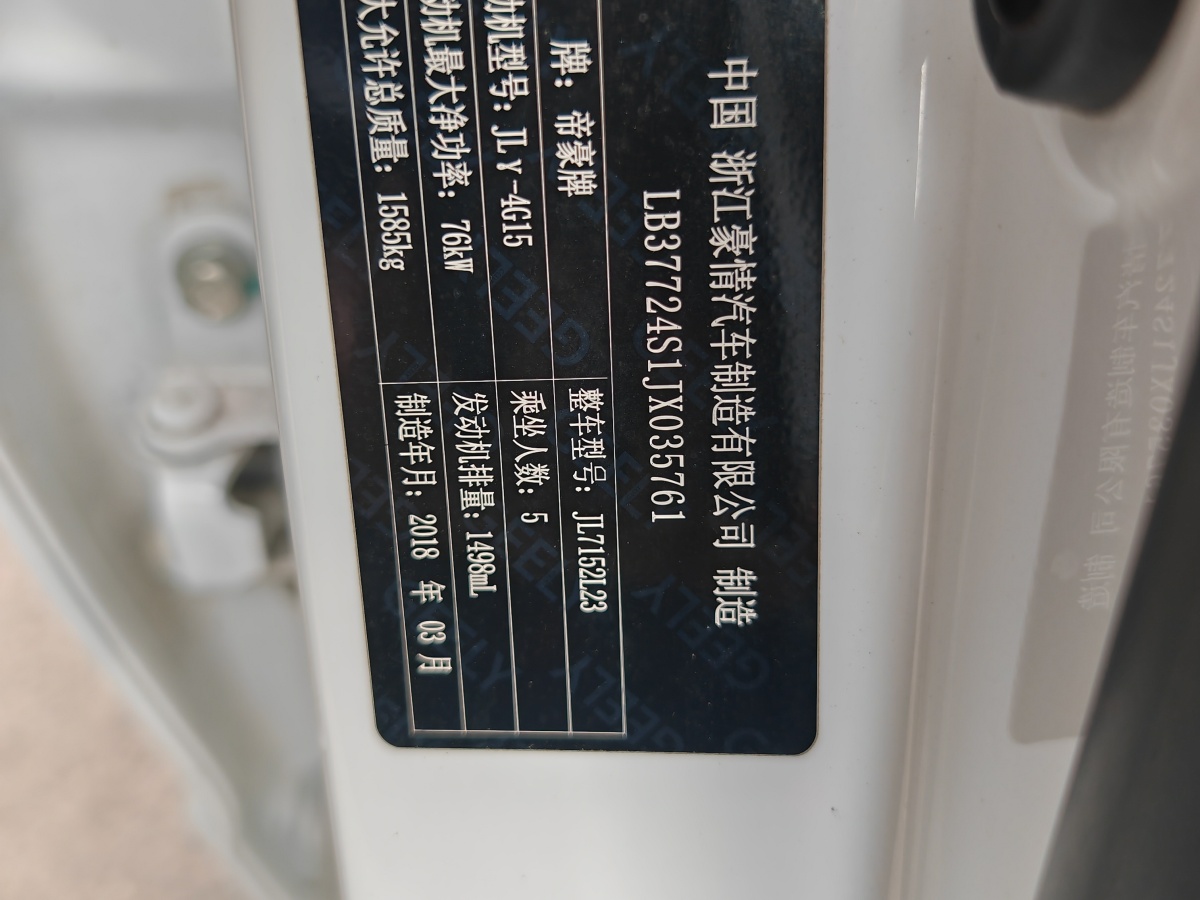 中国 浙江豪情汽车制造有限公司 制造
LB37724S1JX035761
牌: 帝豪牌 整车型号: JL7152L23
动机型号: JLγ-4G15 乘坐人数: 5
动机最大净功率: 76kW 发动机排量: 1498mL
大允许总质量: 1585kg 制造年月: 2018 年 03 月
GEELY